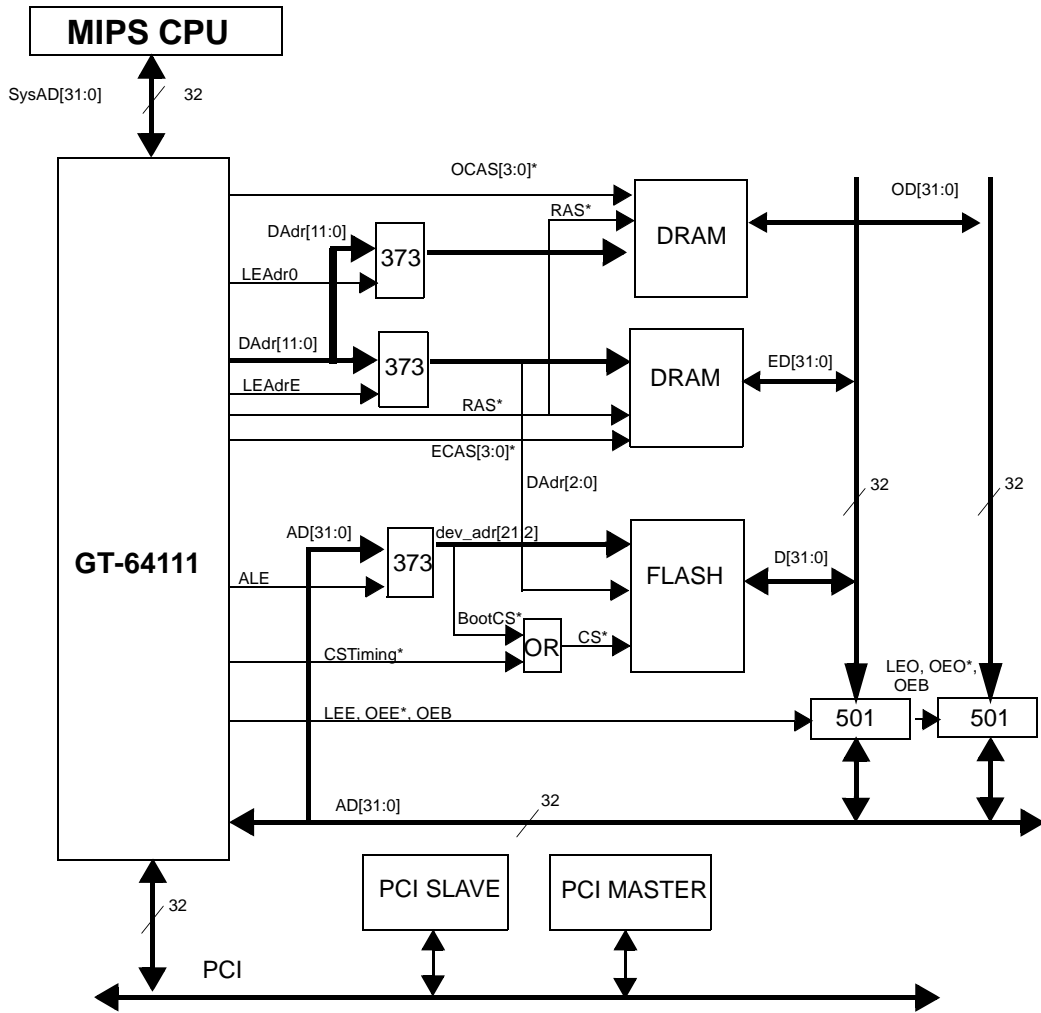 MIPS CPU
SysAD[31:0]
32
OCAS[3:0]*
RAS*
DRAM
OD[31:0]
DAdr[11:0]
373
LEAdr0
DAdr[11:0]
373
LEAdrE
RAS*
ECAS[3:0]*
DRAM
ED[31:0]
DAdr[2:0]
32
32
GT-64111
AD[31:0]
373
dev_adr[21:2]
ALE
FLASH
D[31:0]
BootCS*
OR
CS*
CSTiming*
LEO, OEO*,
OEB
LEE, OEE*, OEB
501
501
AD[31:0]
32
PCI SLAVE
PCI MASTER
32
PCI